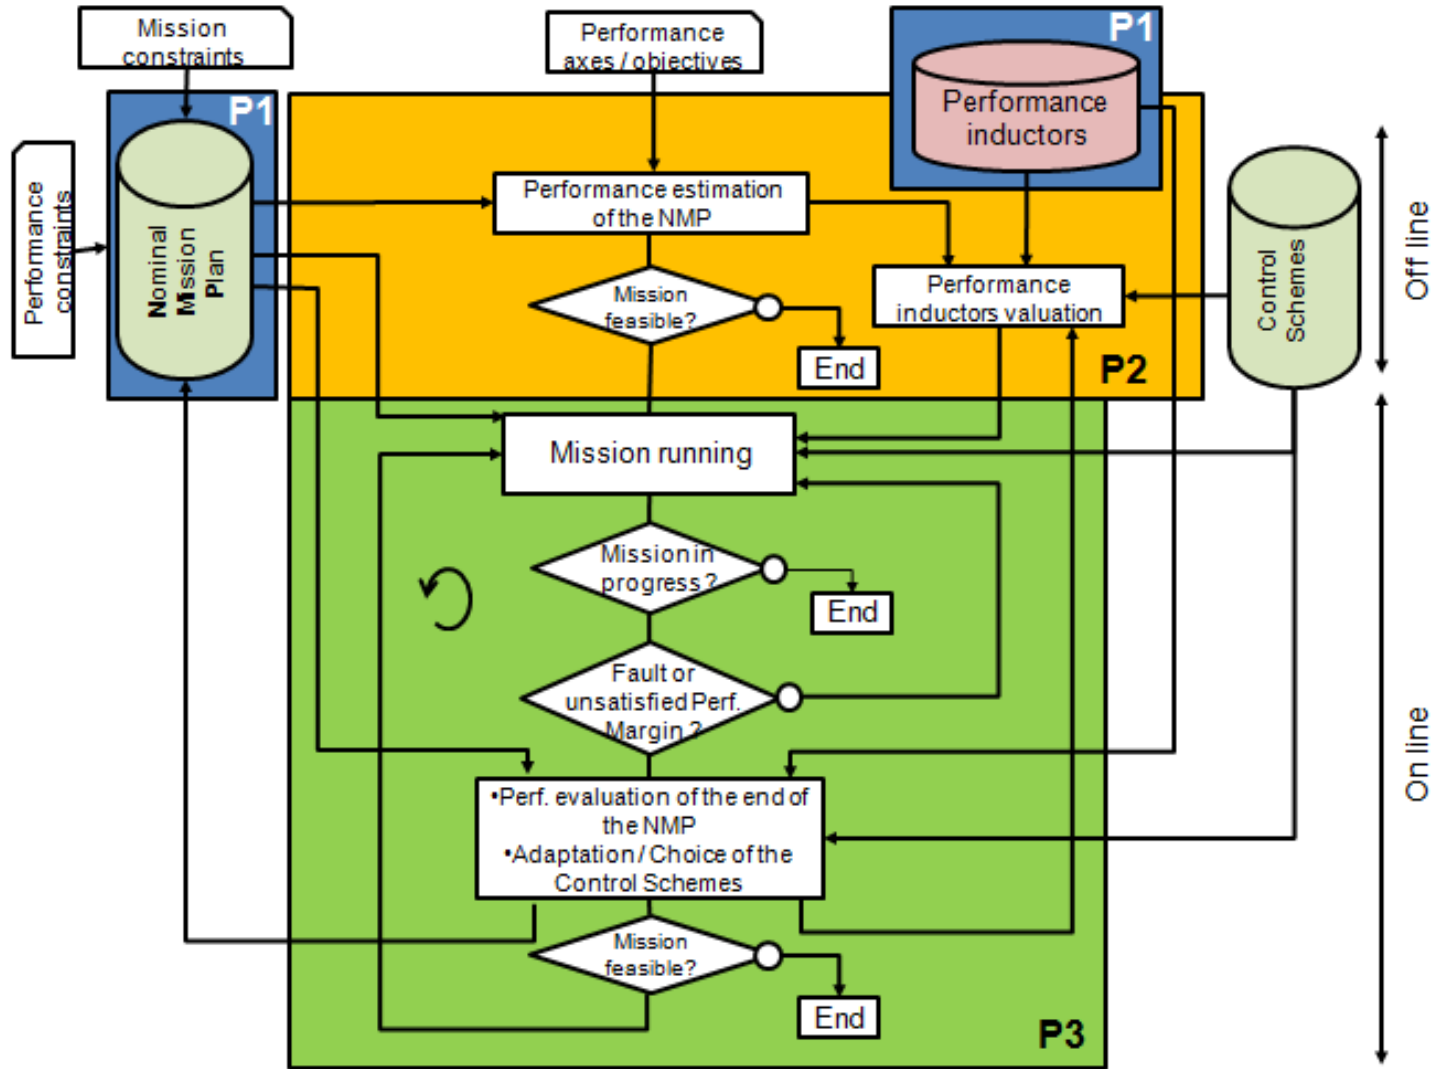 Mission
constraints
Performance
axes / objectives
P1
Performance
inductors
P1
Performance
constraints
Nominal
Mission
Plan
Performance estimation
of the NMP
Mission
feasible?
End
Performance
inductors valuation
P2
Control
Schemes
Off line
Mission running
Mission in
progress ?
End
Fault or
unsatisfied Perf.
Margin ?
•Perf. evaluation of the end of
the NMP
•Adaptation / Choice of the
Control Schemes
Mission
feasible?
End
P3
On line